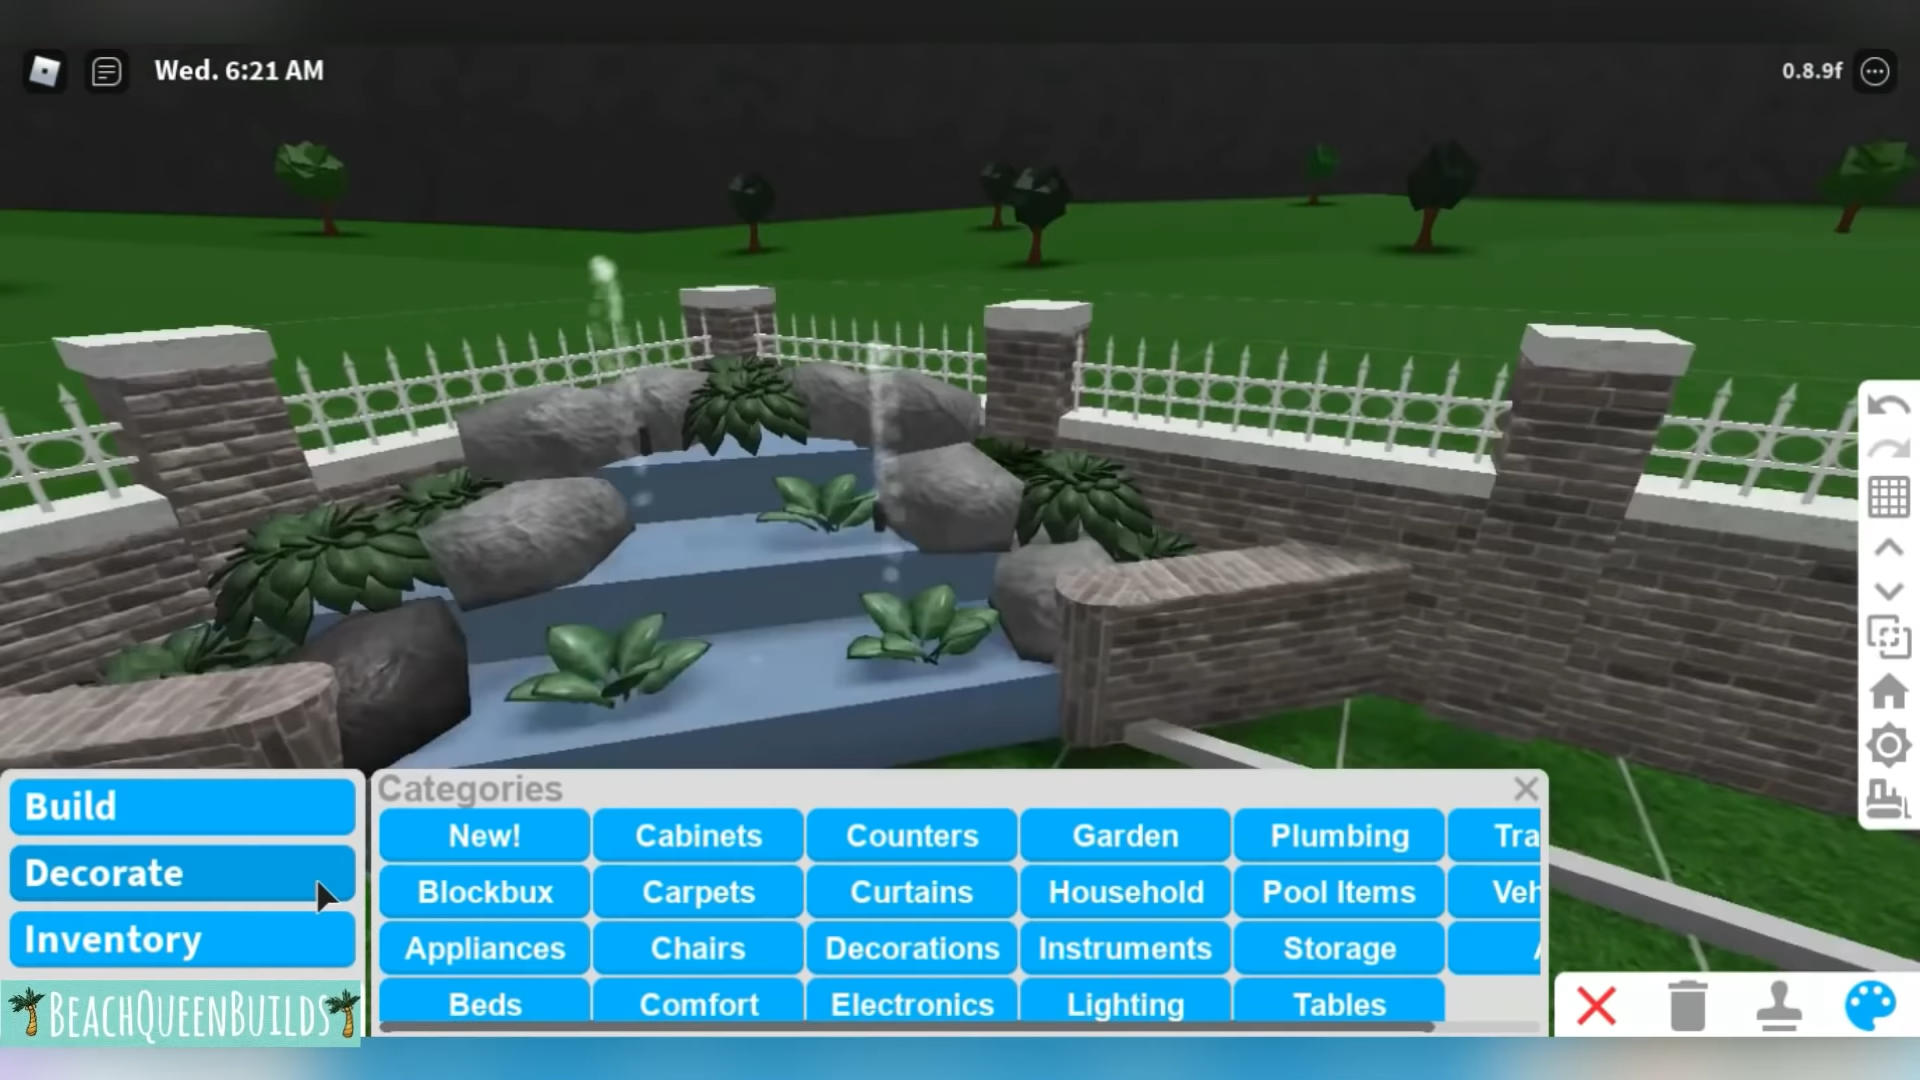 Wed. 6:21 AM
0.8.9f
Build
Decorate
Inventory
BEACHQUEENBUILDS
Categories
New! Cabinets Counters Garden Plumbing Tra
Blockbux Carpets Curtains Household Pool Items Veh
Appliances Chairs Decorations Instruments Storage
Beds Comfort Electronics Lighting Tables